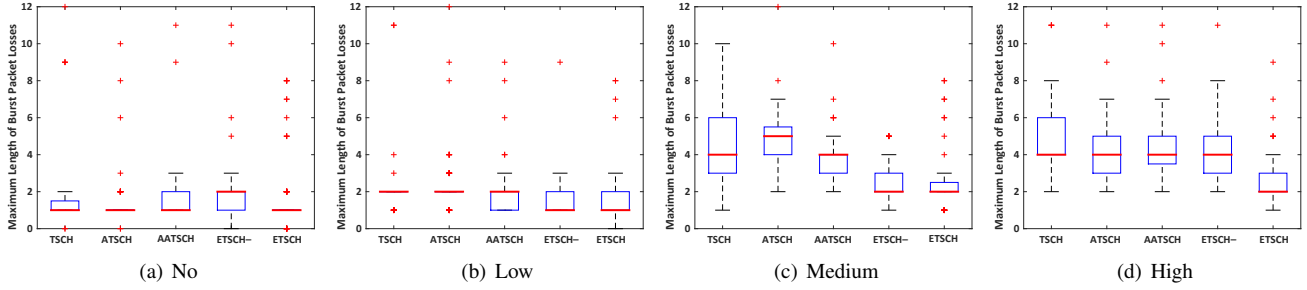 Maximum Length of Burst Packet Losses
12
10
8
6
4
2
0
TSCH ATSCH AATSCH ETSCH− ETSCH
(a) No
Maximum Length of Burst Packet Losses
12
10
8
6
4
2
0
TSCH ATSCH AATSCH ETSCH− ETSCH
(b) Low
Maximum Length of Burst Packet Losses
12
10
8
6
4
2
0
TSCH ATSCH AATSCH ETSCH− ETSCH
(c) Medium
Maximum Length of Burst Packet Losses
12
10
8
6
4
2
0
TSCH ATSCH AATSCH ETSCH− ETSCH
(d) High